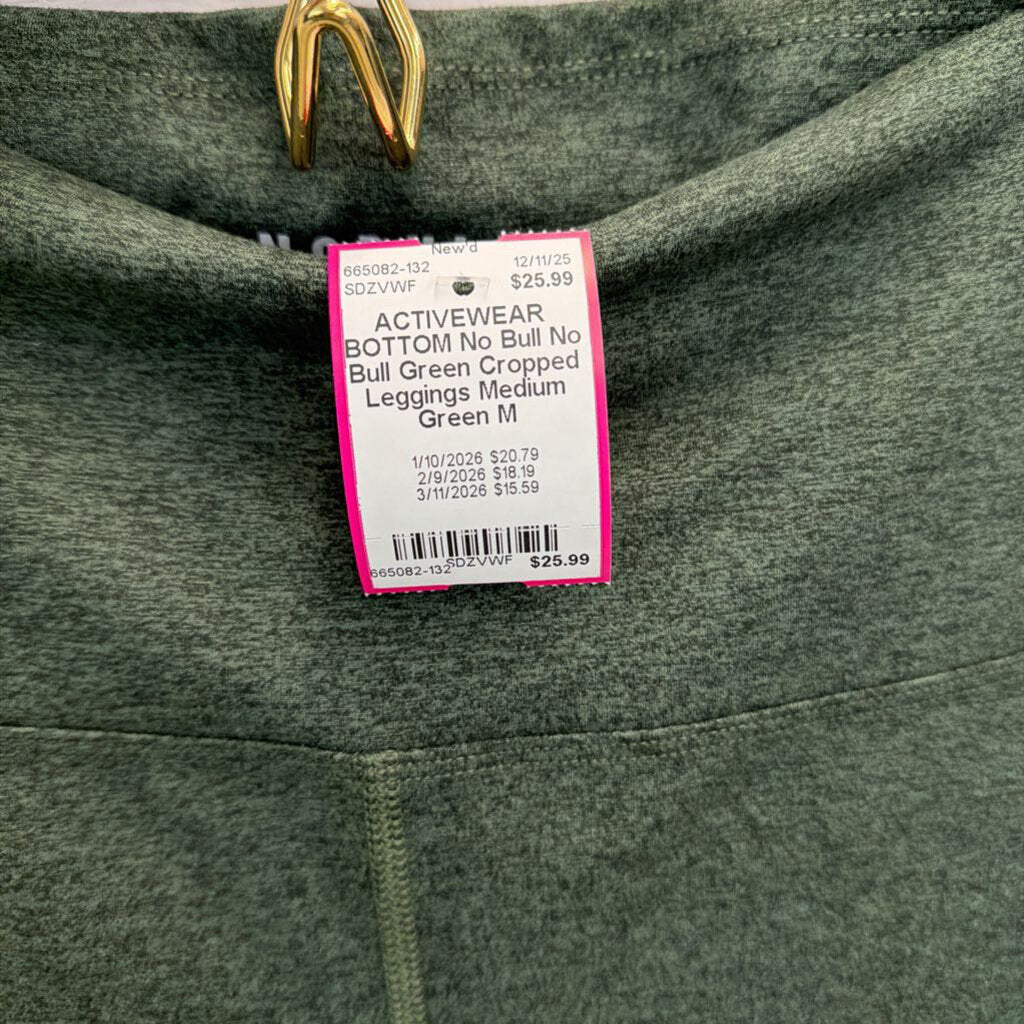 New'd
665082-132 12/11/25
SDZVWF $25.99
ACTIVEWEAR
BOTTOM No Bull No
Bull Green Cropped
Leggings Medium
Green M
1/10/2026 $20.79
2/9/2026 $18.19
3/11/2026 $15.59
665082-132 SDZVWF $25.99